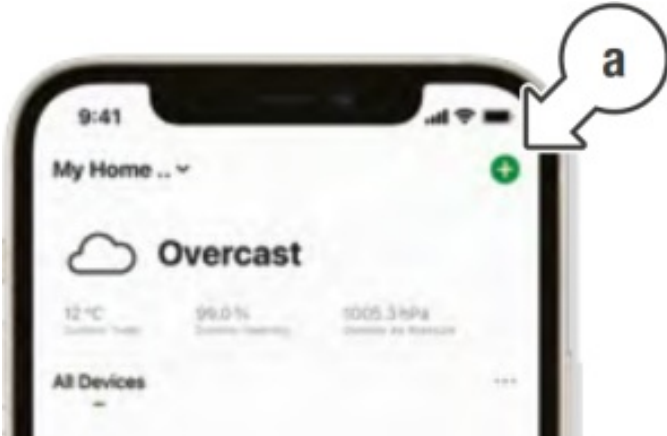 a
9:41
My Home ..
Overcast
12 °C 99.0 % 1005.3 hPa
All Devices
...